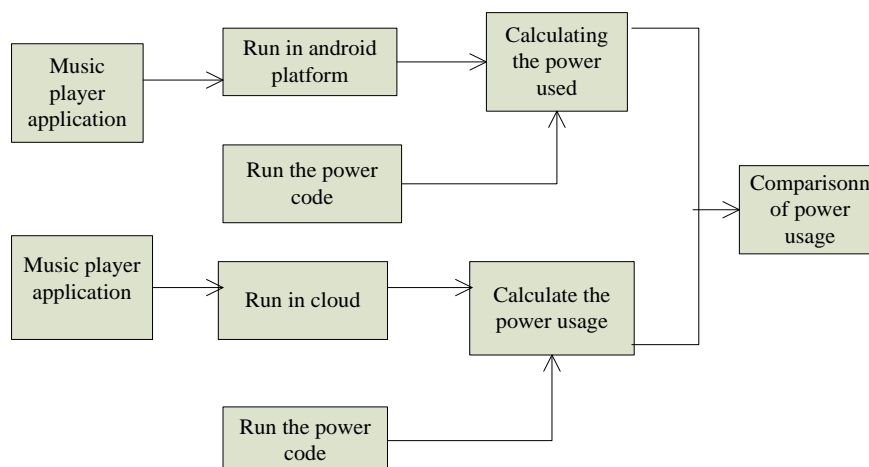 Music
player
application
Run in android
platform
Calculating
the power
used
Run the power
code
Comparisonn
of power
usage
Music player
application
Run in cloud
Calculate the
power usage
Run the power
code